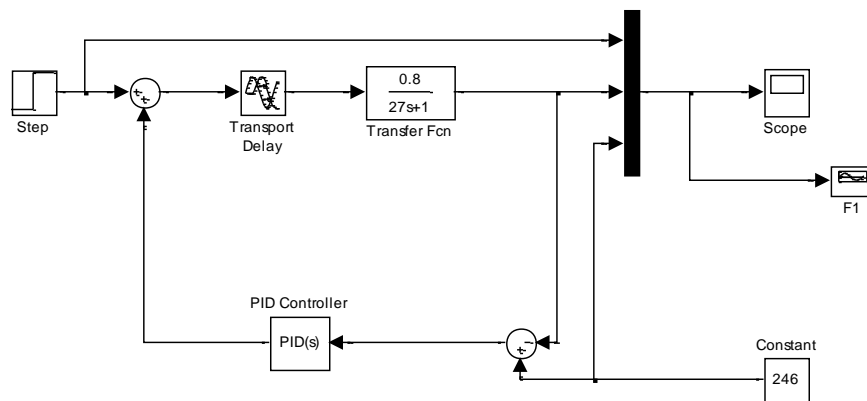 Step
Transport
Delay
0.8
27s+1
Transfer Fcn
Scope
F1
PID Controller
PID(s)
Constant
246